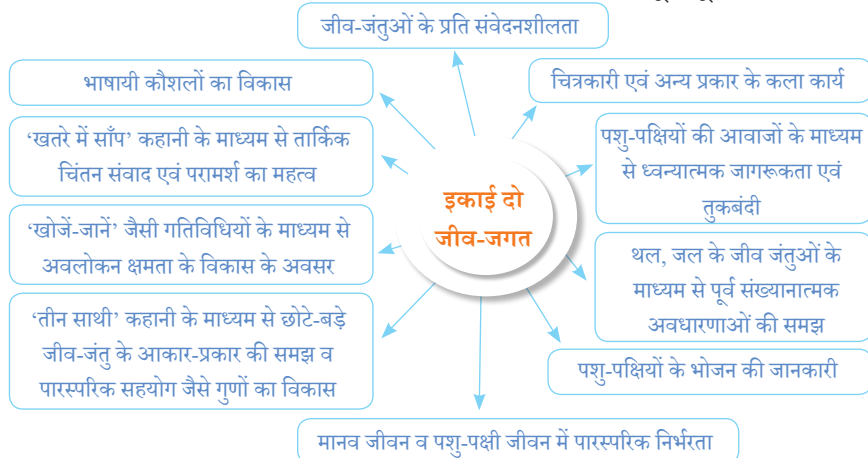 जीव-जंतुओं के प्रति संवेदनशीलता
भाषायी कौशलों का विकास
चित्रकारी एवं अन्य प्रकार के कला कार्य
‘खतरे में साँप’ कहानी के माध्यम से तार्किक
चिंतन संवाद एवं परामर्श का महत्व
पशु-पक्षियों की आवाजों के माध्यम
से ध्वन्यात्मक जागरूकता एवं
तुकबंदी
इकाई दो
जीव-जगत
‘खोजें-जानें’ जैसी गतिविधियों के माध्यम से
अवलोकन क्षमता के विकास के अवसर
थल, जल के जीव जंतुओं के
माध्यम से पूर्व संख्यानात्मक
अवधारणाओं की समझ
‘तीन साथी’ कहानी के माध्यम से छोटे-बड़े
जीव-जंतु के आकार-प्रकार की समझ व
पारस्परिक सहयोग जैसे गुणों का विकास
पशु-पक्षियों के भोजन की जानकारी
मानव जीवन व पशु-पक्षी जीवन में पारस्परिक निर्भरता